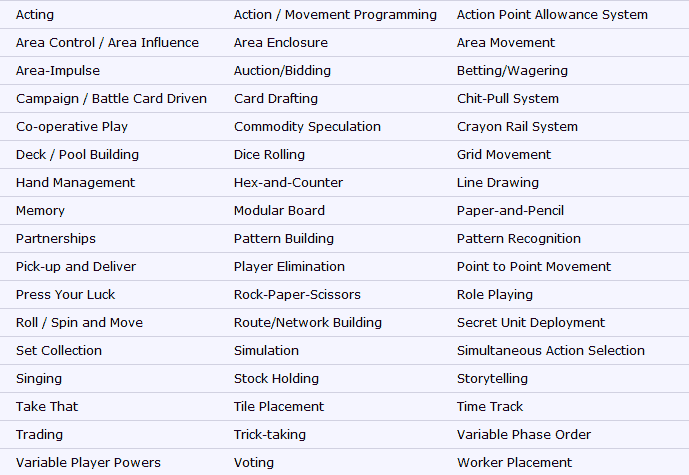 Acting Action / Movement Programming Action Point Allowance System
Area Control / Area Influence Area Enclosure Area Movement
Area-Impulse Auction/Bidding Betting/Wagering
Campaign / Battle Card Driven Card Drafting Chit-Pull System
Co-operative Play Commodity Speculation Crayon Rail System
Deck / Pool Building Dice Rolling Grid Movement
Hand Management Hex-and-Counter Line Drawing
Memory Modular Board Paper-and-Pencil
Partnerships Pattern Building Pattern Recognition
Pick-up and Deliver Player Elimination Point to Point Movement
Press Your Luck Rock-Paper-Scissors Role Playing
Roll / Spin and Move Route/Network Building Secret Unit Deployment
Set Collection Simulation Simultaneous Action Selection
Singing Stock Holding Storytelling
Take That Tile Placement Time Track
Trading Trick-taking Variable Phase Order
Variable Player Powers Voting Worker Placement